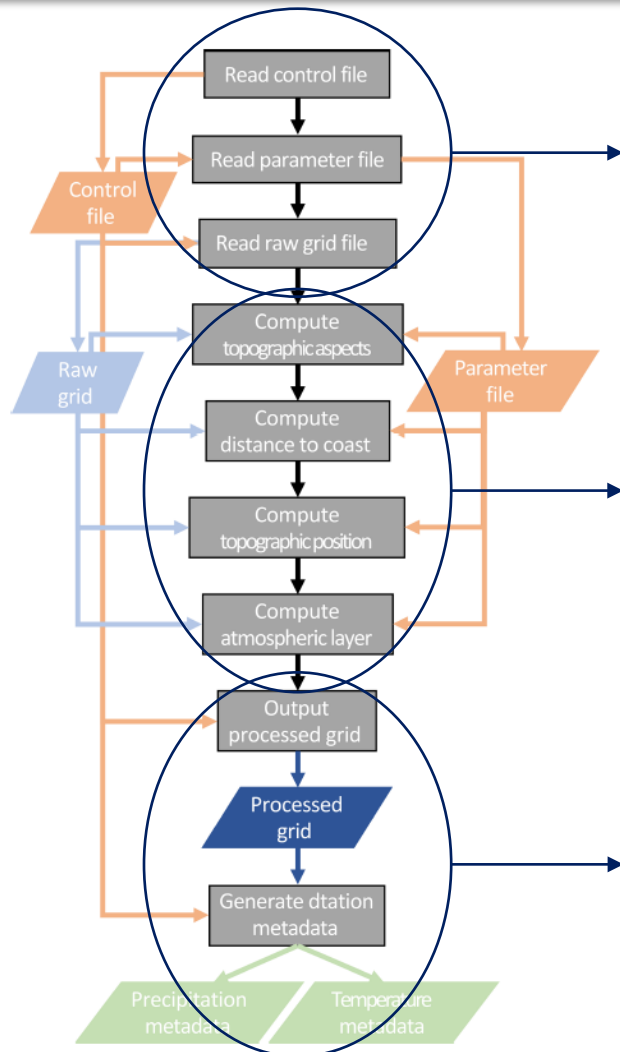 Read control file
Read parameter file
Control
file
Read raw grid file
Compute
topographic aspects
Raw
grid
Parameter
file
Compute
distance to coast
Compute
topographic position
Compute
atmospheric layer
Output
processed grid
Processed
grid
Generate dtation
metadata
Precipitation
metadata
Temperature
metadata